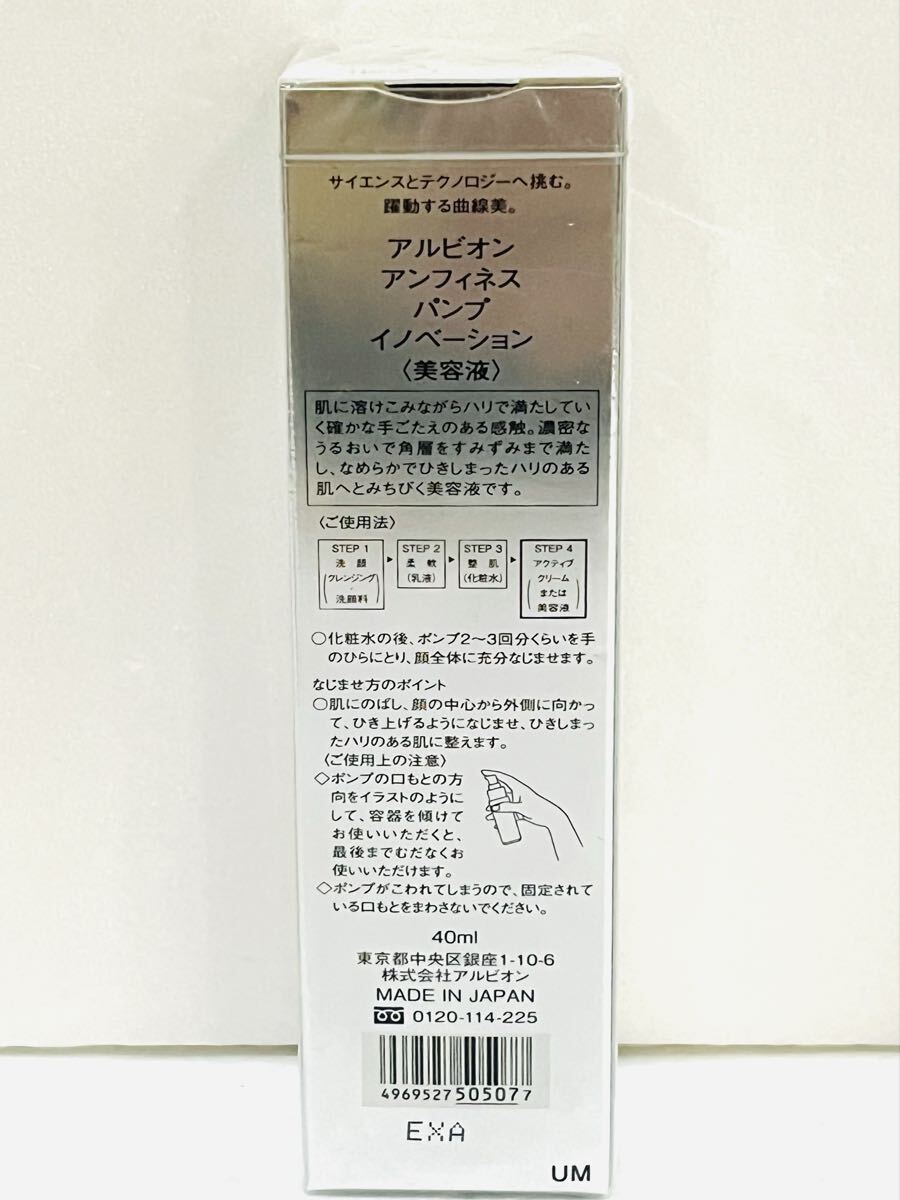 サイエンスとテクノロジーへ挑む。
躍動する曲線美。
アルビオン
アンフィネス
パンプ
イノベーション
〈美容液〉
肌に溶けこみながらハリで満たしてい
く確かな手ごたえのある感触。濃密な
うるおいで角層をすみずみまで満た
し、なめらかでひきしまったハリのある
肌へとみちびく美容液です。
〈ご使用法〉
STEP 1
洗顔
(クレンジング・
洗顔料)
STEP 2
柔軟
(乳液)
STEP 3
整肌
(化粧水)
STEP 4
アクティブ
(クリーム
または
美容液)
○化粧水の後、ポンプ2〜3回分くらいを手
のひらにとり、顔全体に充分なじませます。
なじませ方のポイント
○肌にのばし、顔の中心から外側に向かっ
て、ひき上げるようになじませ、ひきしまっ
たハリのある肌に整えます。
〈ご使用上の注意〉
◇ポンプの口もとの方
向をイラストのように
して、容器を傾けて
お使いいただくと、
最後までむだなくお
使いいただけます。
◇ポンプがこわれてしまうので、固定されて
いる口もとをまわさないでください。
40ml
東京都中央区銀座1-10-6
株式会社アルビオン
MADE IN JAPAN
0120-114-225
4969527505077
EXA
UM